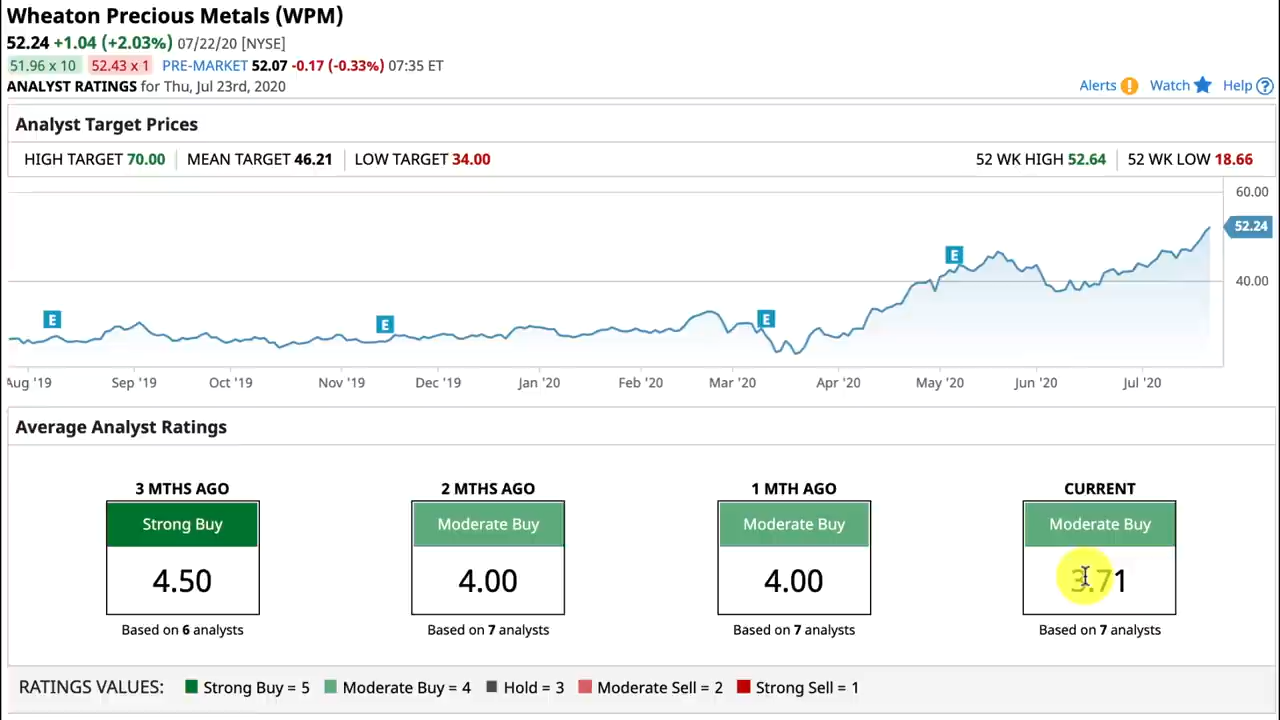 Wheaton Precious Metals (WPM)
52.24 +1.04 (+2.03%) 07/22/20 [NYSE]
51.96 x 10 52.43 x 1 PRE-MARKET 52.07 -0.17 (-0.33%) 07:35 ET
ANALYST RATINGS for Thu, Jul 23rd, 2020
Alerts Watch Help
Analyst Target Prices
HIGH TARGET 70.00 MEAN TARGET 46.21 LOW TARGET 34.00 52 WK HIGH 52.64 52 WK LOW 18.66
60.00
52.24
E
40.00
E E E
Aug '19 Sep '19 Oct '19 Nov '19 Dec '19 Jan '20 Feb '20 Mar '20 Apr '20 May '20 Jun '20 Jul '20
Average Analyst Ratings
3 MTHS AGO 2 MTHS AGO 1 MTH AGO CURRENT
Strong Buy Moderate Buy Moderate Buy Moderate Buy
4.50 4.00 4.00 3.71
Based on 6 analysts Based on 7 analysts Based on 7 analysts Based on 7 analysts
RATINGS VALUES: Strong Buy = 5 Moderate Buy = 4 Hold = 3 Moderate Sell = 2 Strong Sell = 1